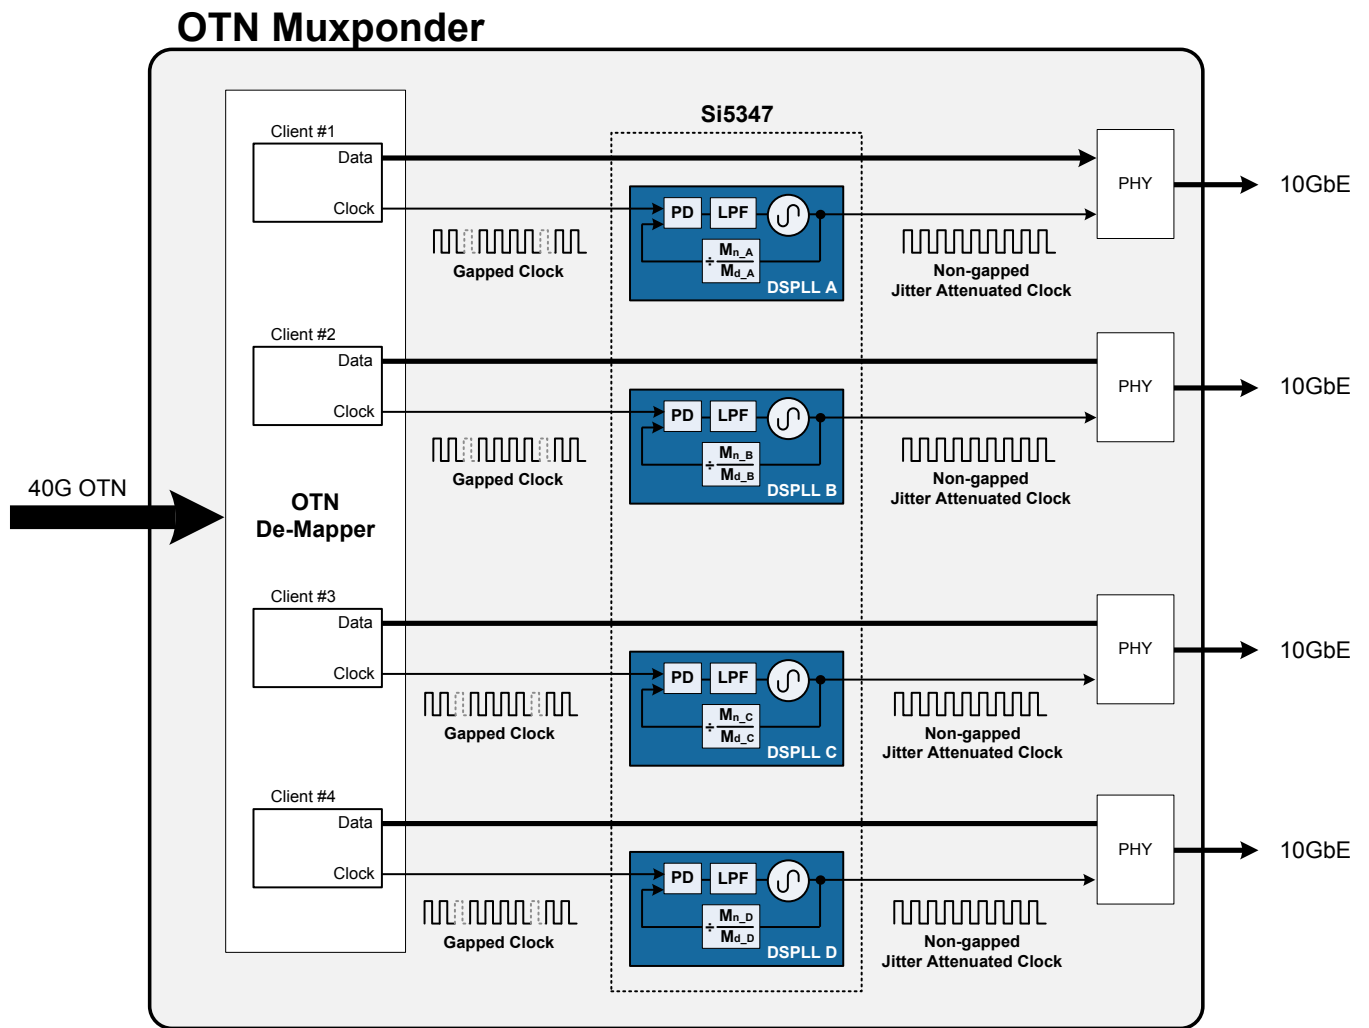 OTN Muxponder
Si5347
Client #1
Data
Clock
Gapped Clock
PD
LPF
÷ Mn_A
Md_A
DSPLL A
Non-gapped
Jitter Attenuated Clock
PHY
10GbE
Client #2
Data
Clock
Gapped Clock
PD
LPF
÷ Mn_B
Md_B
DSPLL B
Non-gapped
Jitter Attenuated Clock
PHY
10GbE
40G OTN
OTN
De-Mapper
Client #3
Data
Clock
Gapped Clock
PD
LPF
÷ Mn_C
Md_C
DSPLL C
Non-gapped
Jitter Attenuated Clock
PHY
10GbE
Client #4
Data
Clock
Gapped Clock
PD
LPF
÷ Mn_D
Md_D
DSPLL D
Non-gapped
Jitter Attenuated Clock
PHY
10GbE